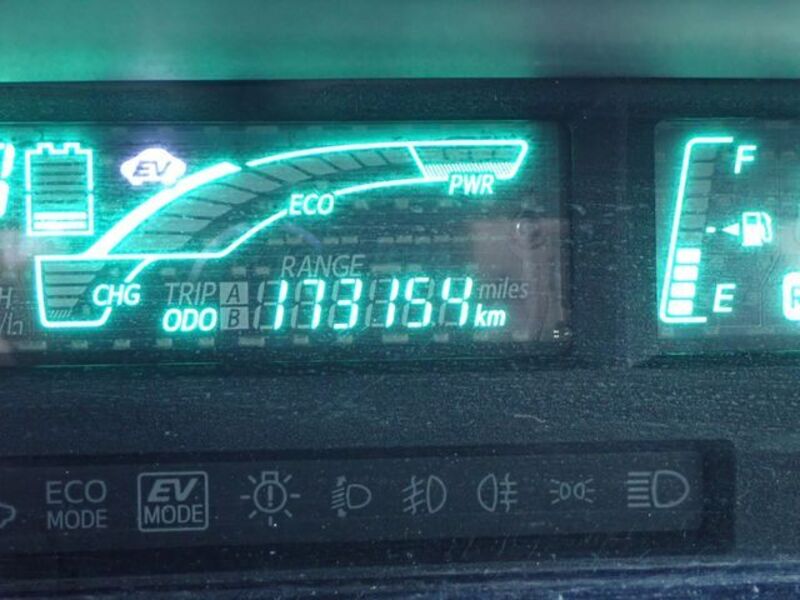 EV
F
PWR
ECO
RANGE
CHG
TRIP A
miles
E
ODO
B
173154 km
ECO MODE
EV MODE